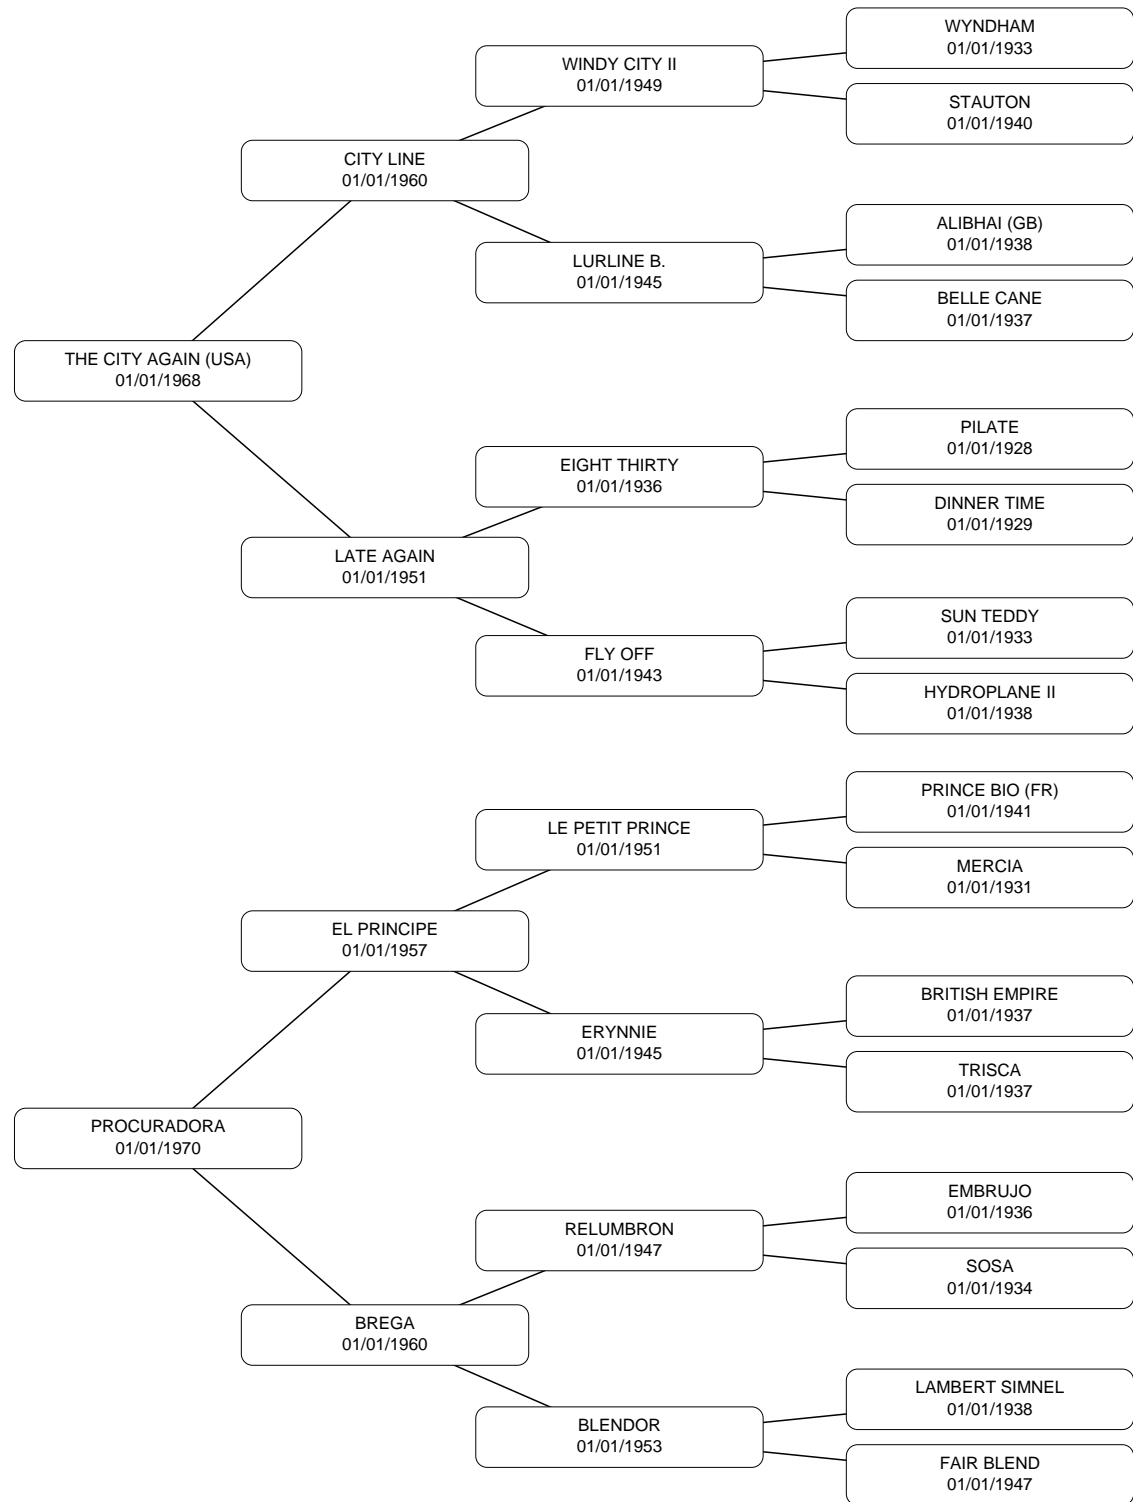 WYNDHAM
01/01/1933
WINDY CITY II
01/01/1949
STAUTON
01/01/1940
CITY LINE
01/01/1960
ALIBHAI (GB)
01/01/1938
LURLINE B.
01/01/1945
BELLE CANE
01/01/1937
THE CITY AGAIN (USA)
01/01/1968
PILATE
01/01/1928
EIGHT THIRTY
01/01/1936
DINNER TIME
01/01/1929
LATE AGAIN
01/01/1951
SUN TEDDY
01/01/1933
FLY OFF
01/01/1943
HYDROPLANE II
01/01/1938
PRINCE BIO (FR)
01/01/1941
LE PETIT PRINCE
01/01/1951
MERCIA
01/01/1931
EL PRINCIPE
01/01/1957
BRITISH EMPIRE
01/01/1937
ERYNNIE
01/01/1945
TRISCA
01/01/1937
PROCURADORA
01/01/1970
EMBRUJO
01/01/1936
RELUMBRON
01/01/1947
SOSA
01/01/1934
BREGA
01/01/1960
LAMBERT SIMNEL
01/01/1938
BLENDOR
01/01/1953
FAIR BLEND
01/01/1947